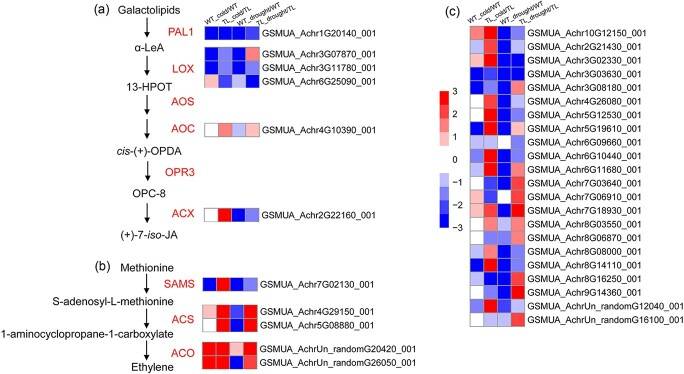 (a)
WT_cold/WT
TL_cold/TL
WT_drought/WT
TL_drought/TL
Galactolipids
PAL1
GSMUA_Achr1G20140_001
α-LeA
GSMUA_Achr3G07870_001
LOX
GSMUA_Achr3G11780_001
GSMUA_Achr6G25090_001
13-HPOT
AOS
AOC
GSMUA_Achr4G10390_001
cis-(+)-OPDA
OPR3
OPC-8
ACX
GSMUA_Achr2G22160_001
(+)-7-iso-JA
(b)
Methionine
SAMS
GSMUA_Achr7G02130_001
S-adenosyl-L-methionine
ACS
GSMUA_Achr4G29150_001
GSMUA_Achr5G08880_001
1-aminocyclopropane-1-carboxylate
ACO
GSMUA_AchrUn_randomG20420_001
GSMUA_AchrUn_randomG26050_001
Ethylene
(c)
WT_cold/WT
TL_cold/TL
WT_drought/WT
TL_drought/TL
3
2
1
0
−1
−2
−3
GSMUA_Achr10G12150_001
GSMUA_Achr2G21430_001
GSMUA_Achr3G02330_001
GSMUA_Achr3G03630_001
GSMUA_Achr3G08180_001
GSMUA_Achr4G26080_001
GSMUA_Achr5G12530_001
GSMUA_Achr5G19610_001
GSMUA_Achr6G09660_001
GSMUA_Achr6G10440_001
GSMUA_Achr6G11680_001
GSMUA_Achr7G03640_001
GSMUA_Achr7G06910_001
GSMUA_Achr7G18930_001
GSMUA_Achr8G03550_001
GSMUA_Achr8G06870_001
GSMUA_Achr8G08000_001
GSMUA_Achr8G14110_001
GSMUA_Achr8G16250_001
GSMUA_Achr9G14360_001
GSMUA_AchrUn_randomG12040_001
GSMUA_AchrUn_randomG16100_001